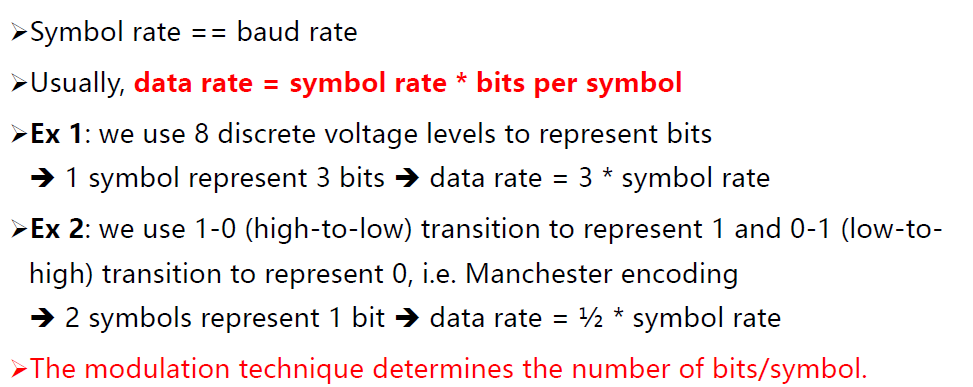 ➢Symbol rate == baud rate
➢Usually, data rate = symbol rate * bits per symbol
➢Ex 1: we use 8 discrete voltage levels to represent bits
➔ 1 symbol represent 3 bits ➔ data rate = 3 * symbol rate
➢Ex 2: we use 1-0 (high-to-low) transition to represent 1 and 0-1 (low-to-
high) transition to represent 0, i.e. Manchester encoding
➔ 2 symbols represent 1 bit ➔ data rate = ½ * symbol rate
➢The modulation technique determines the number of bits/symbol.